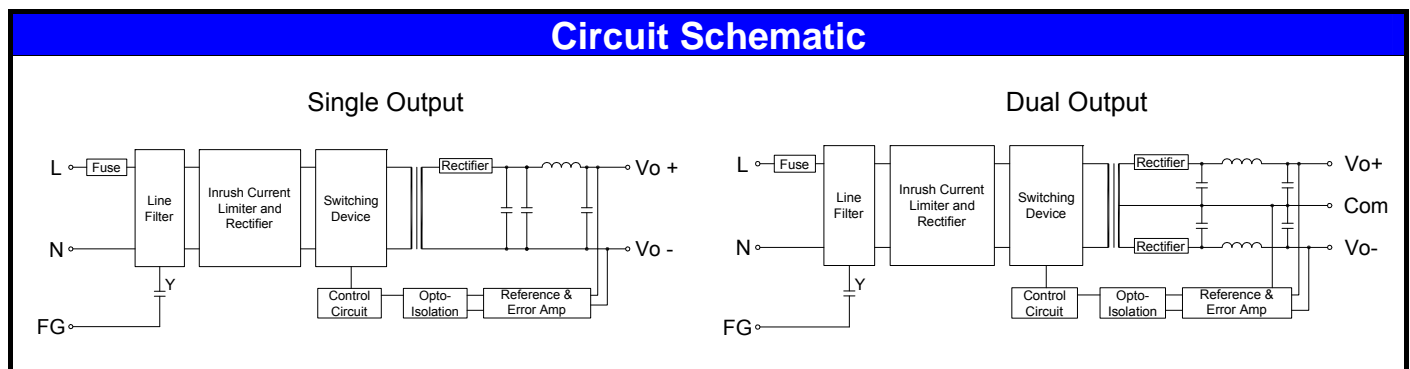 Circuit Schematic
Single Output
L
Fuse
Line
Filter
Inrush Current
Limiter and
Rectifier
Switching
Device
Rectifier
Vo +
N
Vo -
Y
Control
Circuit
Opto-
Isolation
Reference &
Error Amp
FG
Dual Output
L
Fuse
Line
Filter
Inrush Current
Limiter and
Rectifier
Switching
Device
Rectifier
Vo+
Com
N
Rectifier
Vo-
Y
Control
Circuit
Opto-
Isolation
Reference &
Error Amp
FG